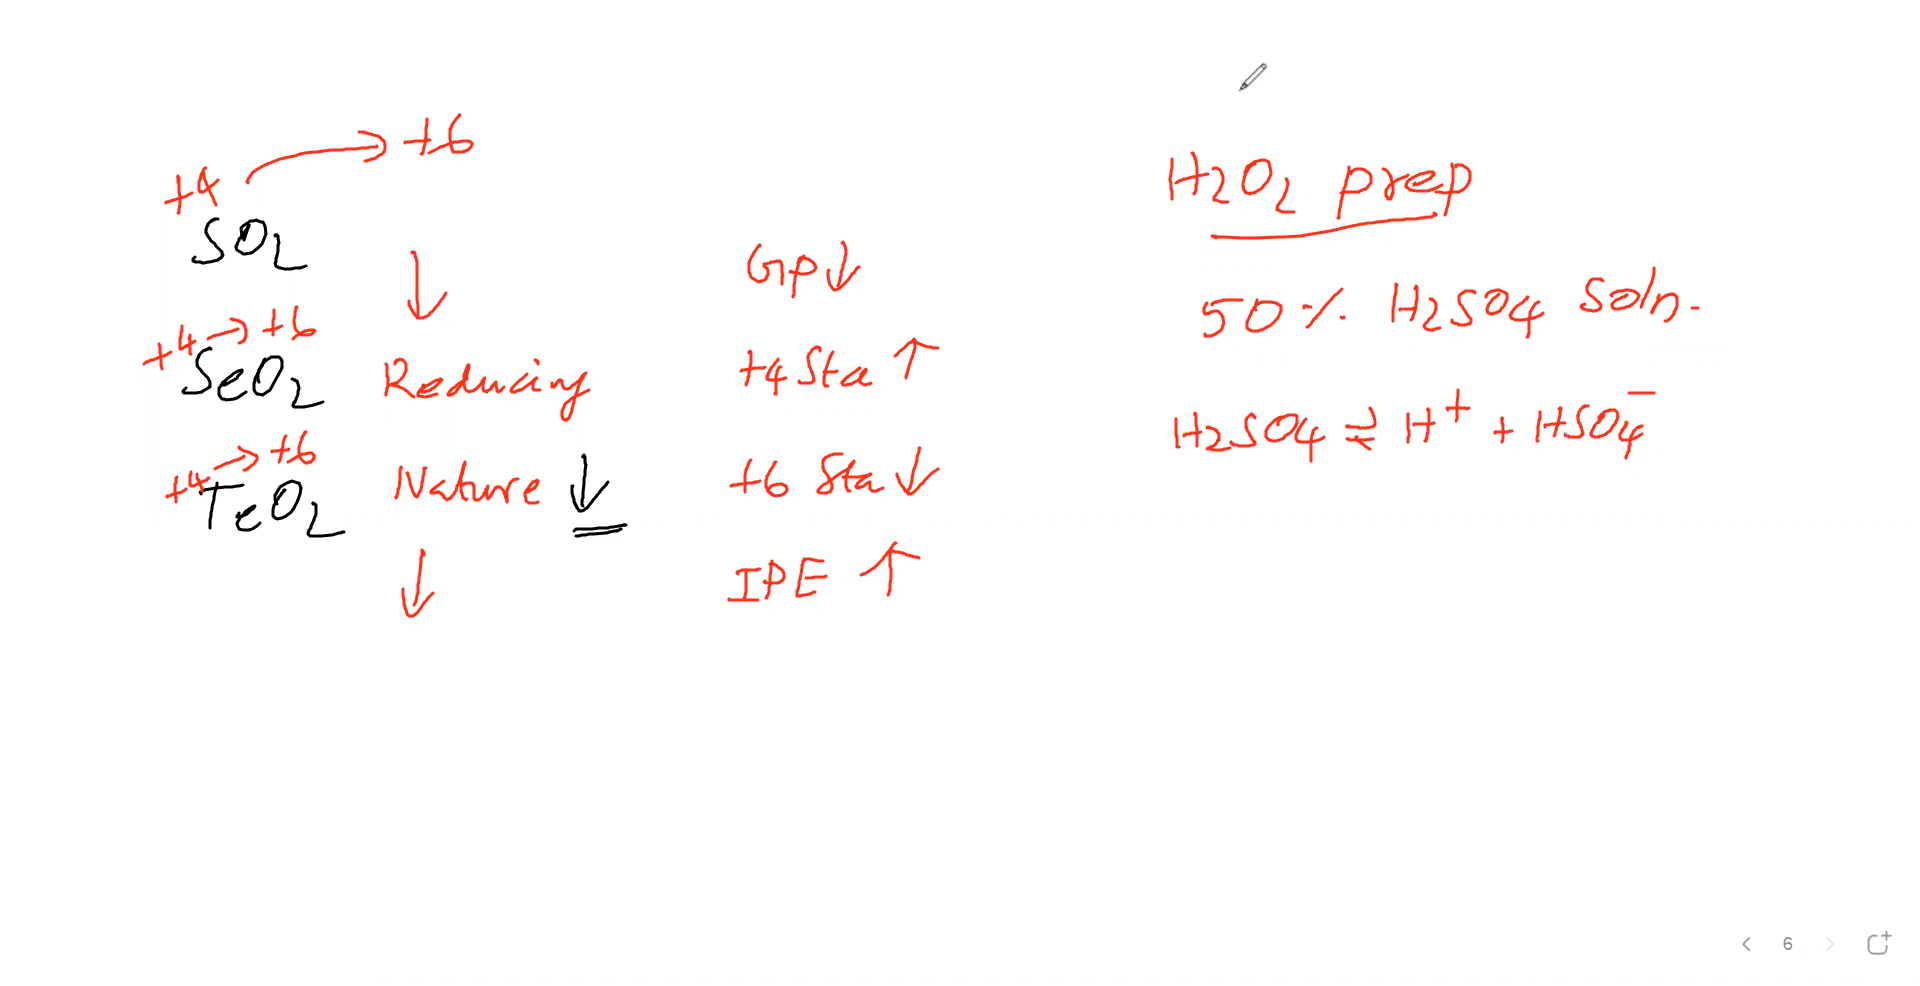 +4 → +6
SO2
+4 → +6
SeO2
+4 → +6
TeO2
↓
Reducing
Nature ↓
↓
GP↓
+4 Sta ↑
+6 Sta ↓
IPE ↑
H2O2 prep
50 % H2SO4 Soln.
H2SO4 ⇌ H⁺ + HSO4⁻
6